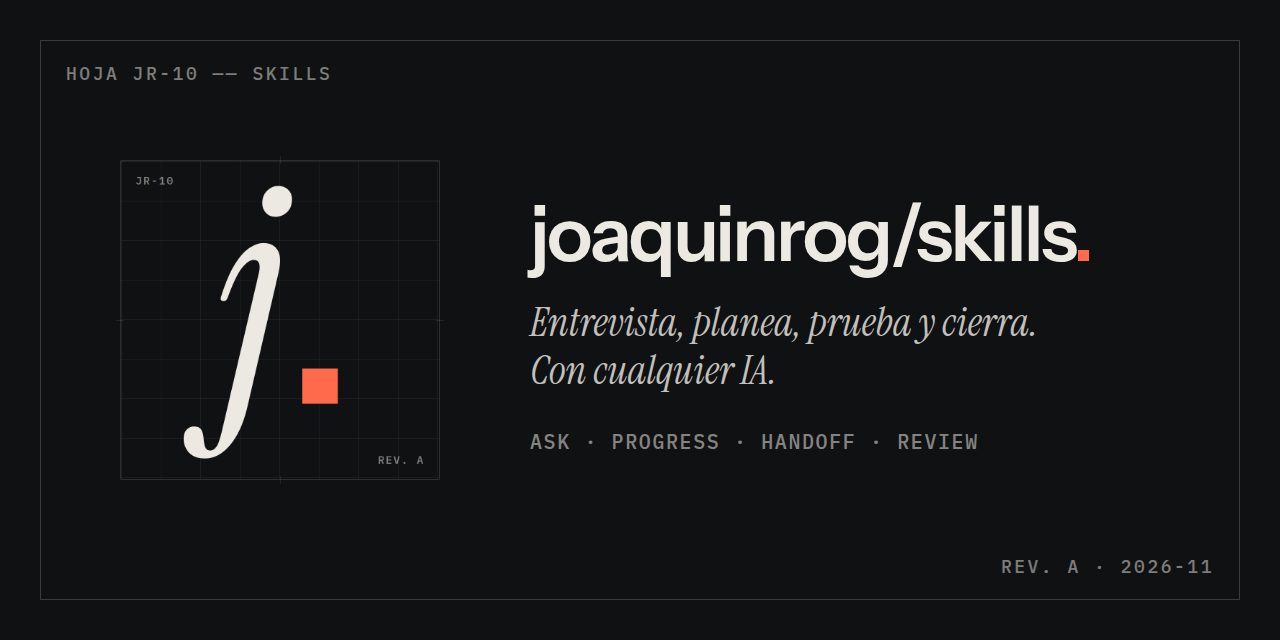 HOJA JR-10 —— SKILLS
JR-10
j
REV. A
joaquinrog/skills.
Entrevista, planea, prueba y cierra.
Con cualquier IA.
ASK · PROGRESS · HANDOFF · REVIEW
REV. A · 2026-11